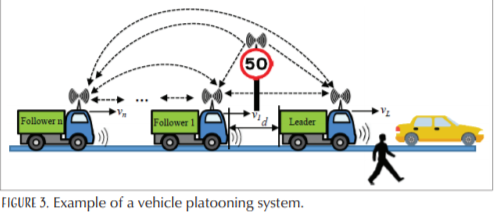 50
...
Follower n
vn
Follower 1
v1
d
Leader
vL
FIGURE 3. Example of a vehicle platooning system.